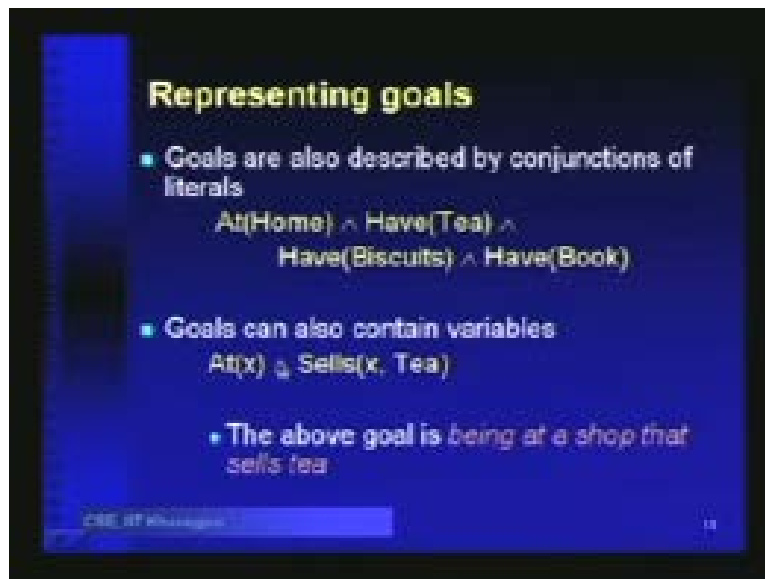 Representing goals
Goals are also described by conjunctions of
literals
At(Home) ∧ Have(Tea) ∧
Have(Biscuits) ∧ Have(Book)
Goals can also contain variables
At(x) Sells(x, Tea)
The above goal is being at a shop that
sells tea
CSE, IIT